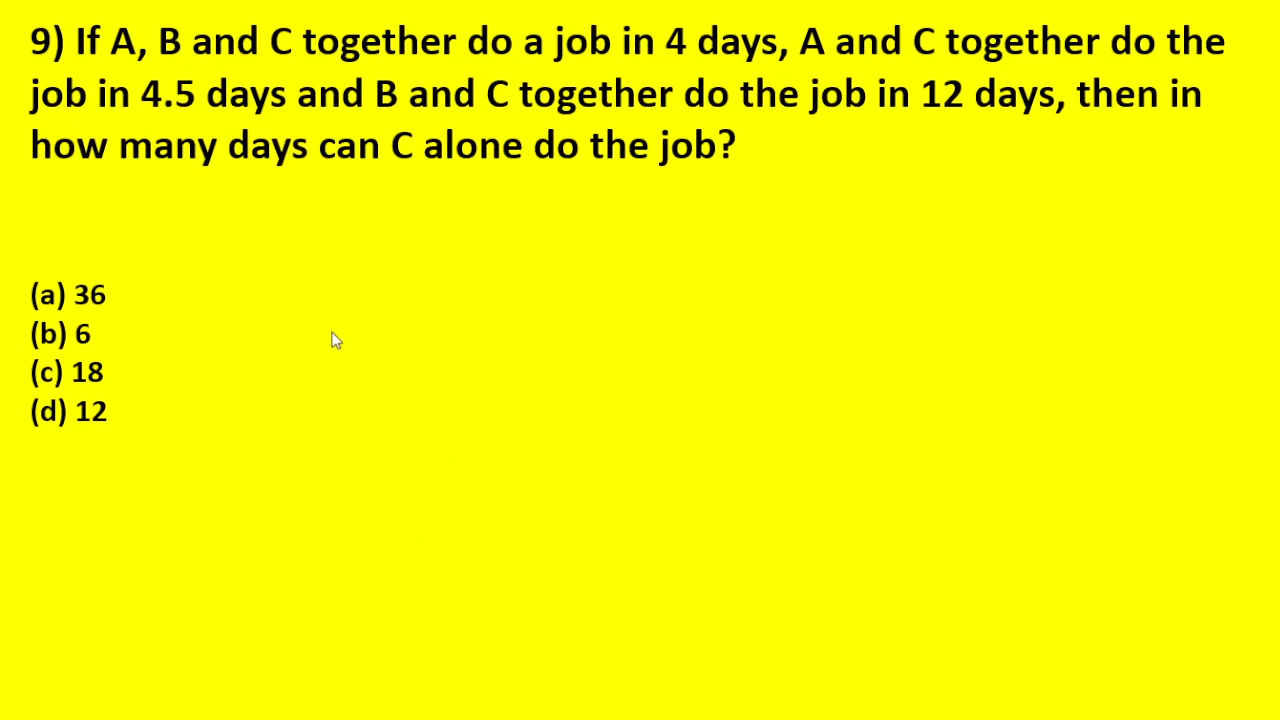 9) If A, B and C together do a job in 4 days, A and C together do the
job in 4.5 days and B and C together do the job in 12 days, then in
how many days can C alone do the job?
(a) 36
(b) 6
(c) 18
(d) 12